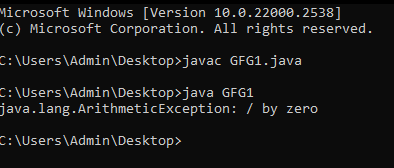 Microsoft Windows [Version 10.0.22000.2538]
(c) Microsoft Corporation. All rights reserved.
C:\Users\Admin\Desktop>javac GFG1.java
C:\Users\Admin\Desktop>java GFG1
java.lang.ArithmeticException: / by zero
C:\Users\Admin\Desktop>